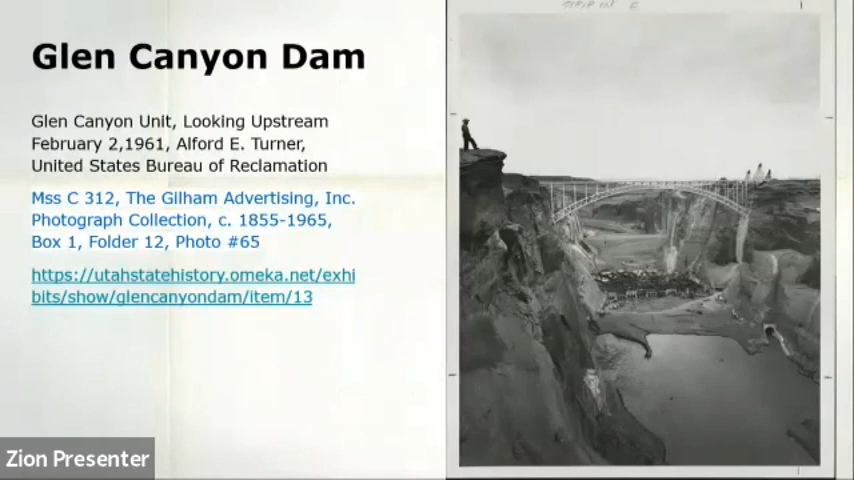 Glen Canyon Dam
Glen Canyon Unit, Looking Upstream
February 2,1961, Alford E. Turner,
United States Bureau of Reclamation
Mss C 312, The Gilham Advertising, Inc.
Photograph Collection, c. 1855-1965,
Box 1, Folder 12, Photo #65
https://utahstatehistory.omeka.net/exhi
bits/show/glencanyondam/item/13
Zion Presenter